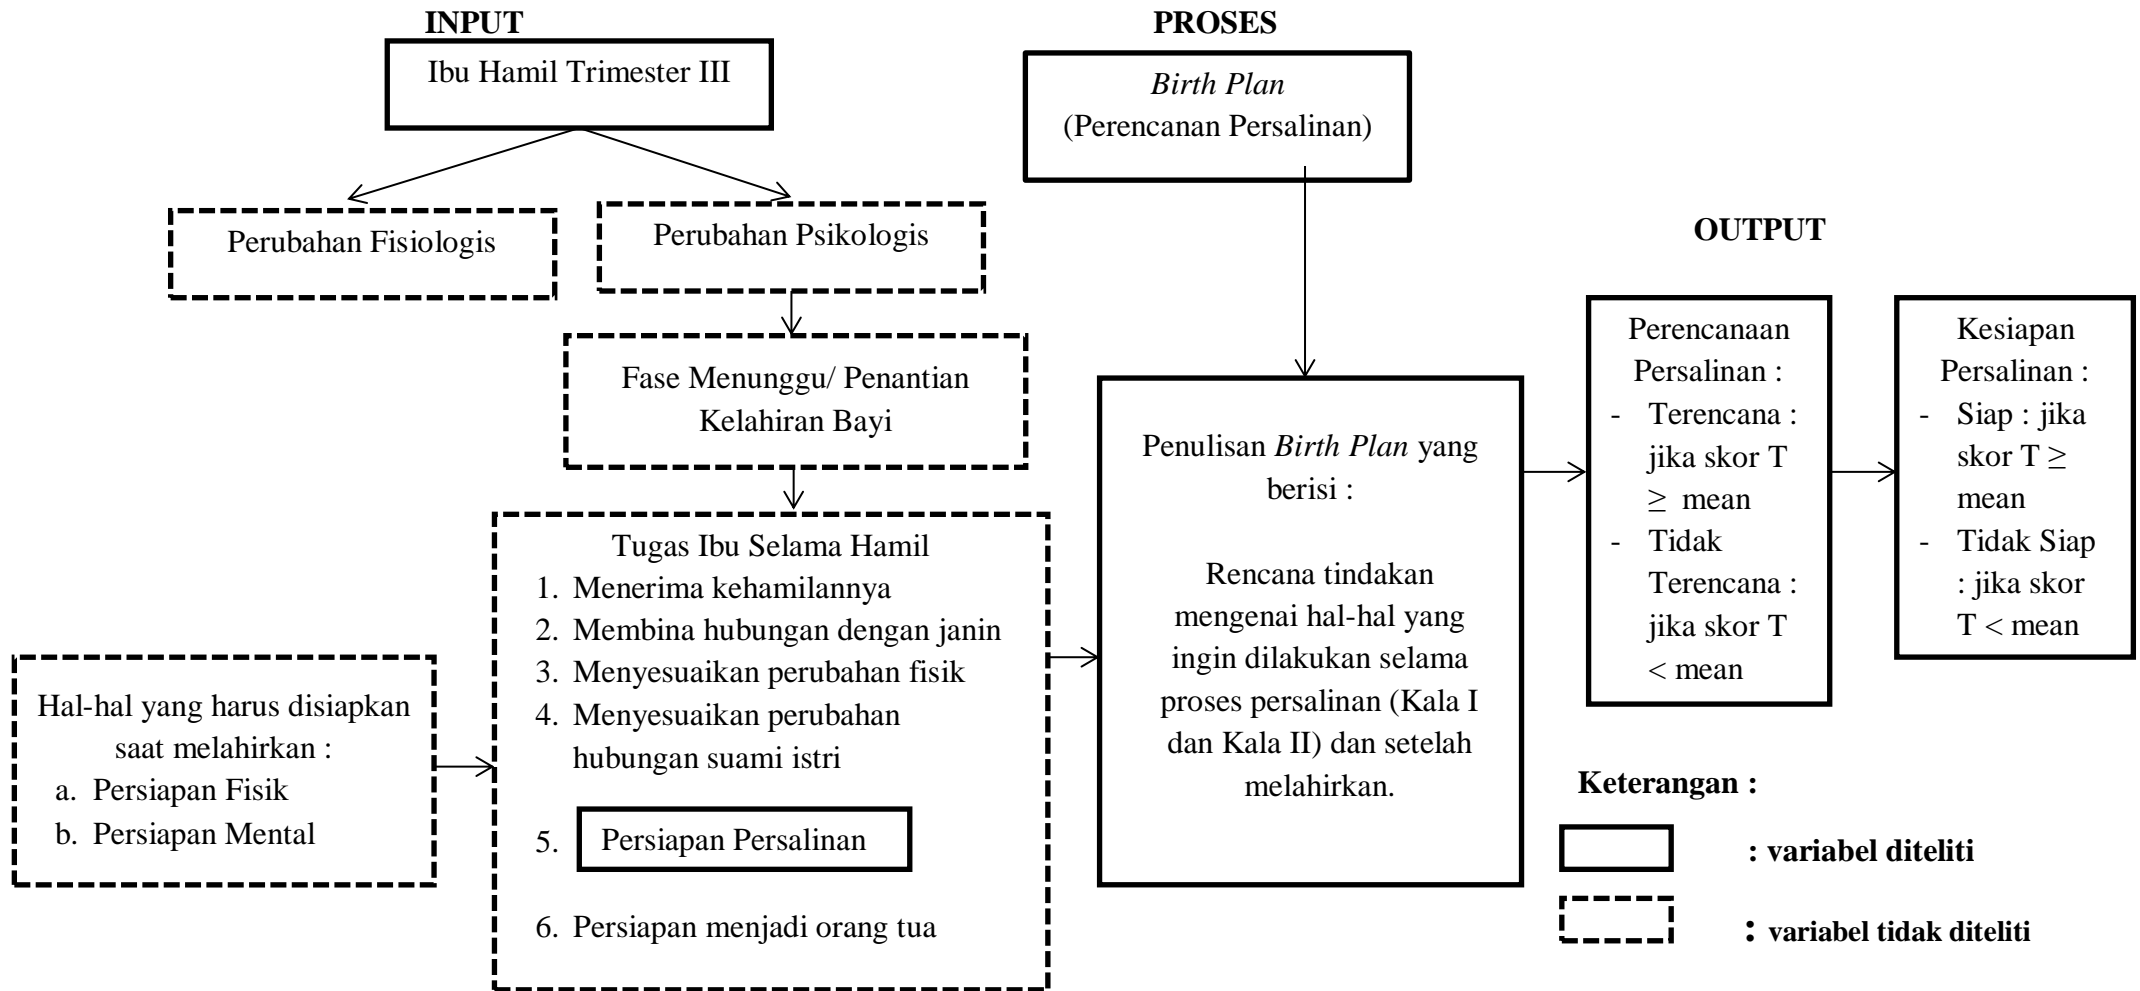 INPUT
Ibu Hamil Trimester III
Perubahan Fisiologis
Perubahan Psikologis
Fase Menunggu/ Penantian
Kelahiran Bayi
Hal-hal yang harus disiapkan
saat melahirkan :
a. Persiapan Fisik
b. Persiapan Mental
Tugas Ibu Selama Hamil
1. Menerima kehamilannya
2. Membina hubungan dengan janin
3. Menyesuaikan perubahan fisik
4. Menyesuaikan perubahan
hubungan suami istri
5. Persiapan Persalinan
6. Persiapan menjadi orang tua
PROSES
Birth Plan
(Perencanan Persalinan)
Penulisan Birth Plan yang
berisi :
Rencana tindakan
mengenai hal-hal yang
ingin dilakukan selama
proses persalinan (Kala I
dan Kala II) dan setelah
melahirkan.
OUTPUT
Perencanaan
Persalinan :
- Terencana :
jika skor T
≥ mean
- Tidak
Terencana :
jika skor T
< mean
Kesiapan
Persalinan :
- Siap : jika
skor T ≥
mean
- Tidak Siap
: jika skor
T < mean
Keterangan :
: variabel diteliti
: variabel tidak diteliti